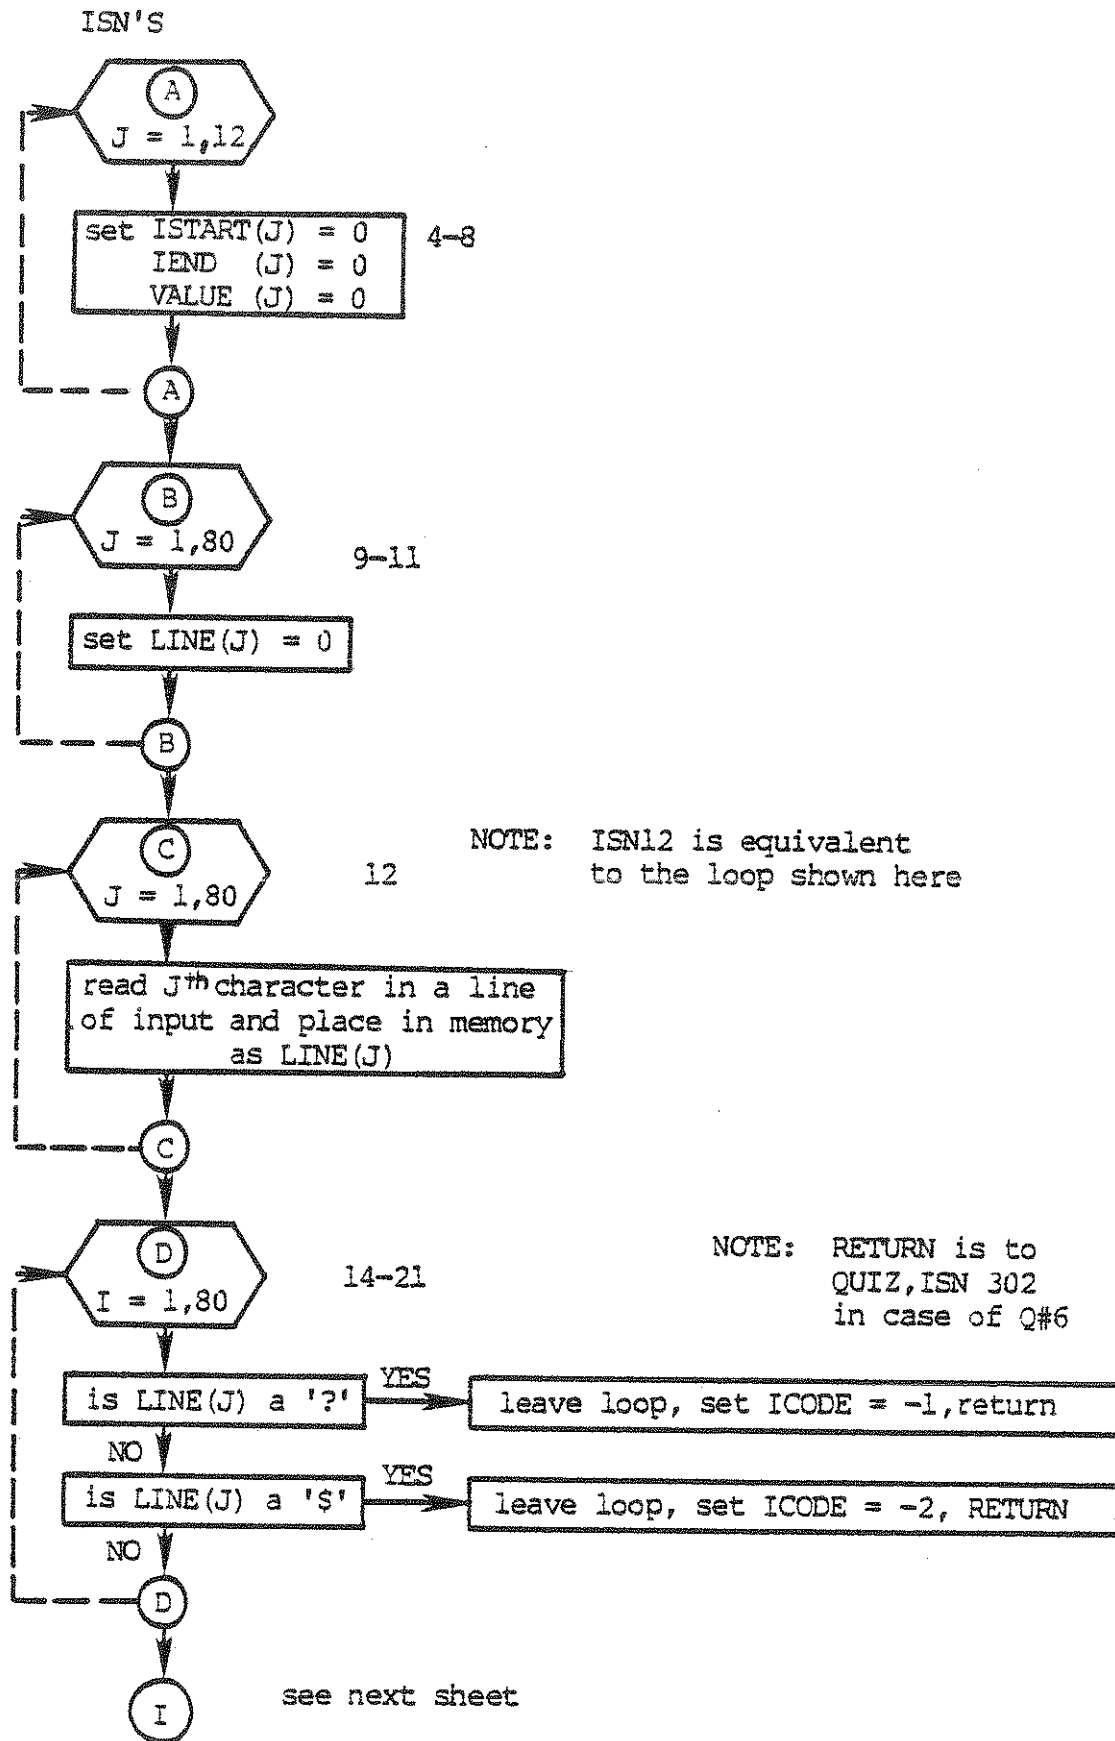 ISN'S
A
J = 1,12
set ISTART(J) = 0
IEND (J) = 0
VALUE (J) = 0
4-8
A
B
J = 1,80
9-11
set LINE(J) = 0
B
C
J = 1,80
12
NOTE: ISN12 is equivalent
to the loop shown here
read Jth character in a line
of input and place in memory
as LINE(J)
C
D
I = 1,80
14-21
NOTE: RETURN is to
QUIZ,ISN 302
in case of Q#6
is LINE(J) a '?'
YES
leave loop, set ICODE = -1,return
NO
is LINE(J) a '$'
YES
leave loop, set ICODE = -2, RETURN
NO
D
I
see next sheet